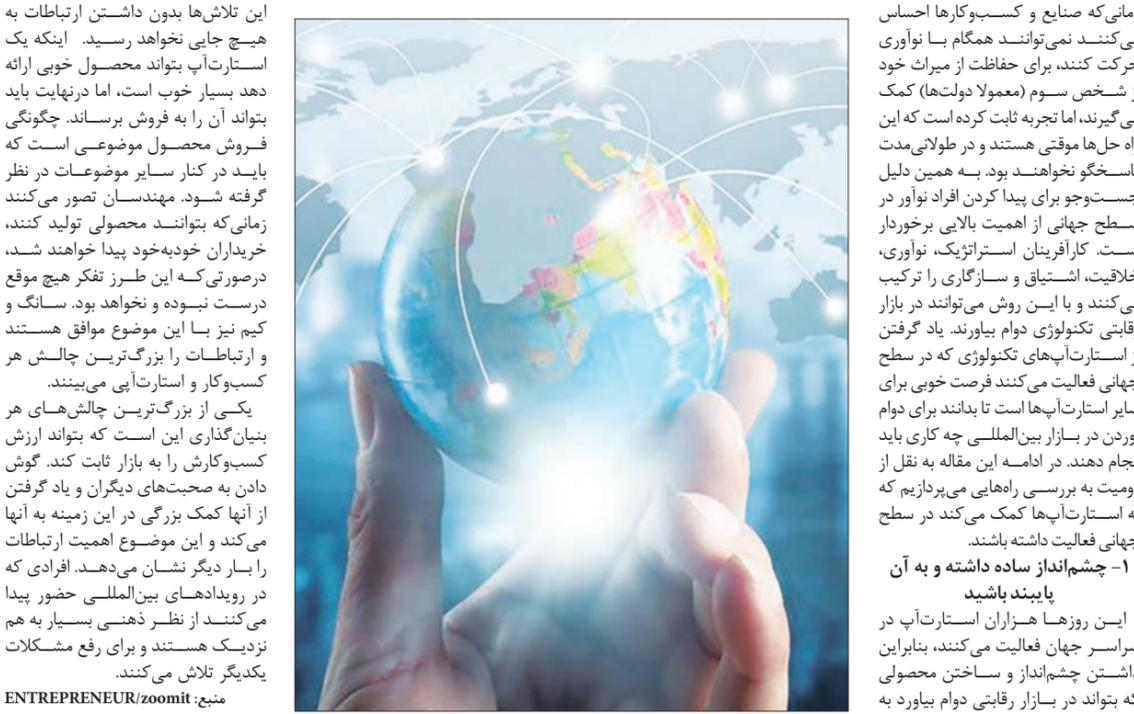 زمانی‌که صنایع و کسب‌وکارها احساس
می‌کنند نمی‌توانند همگام با نوآوری
حرکت کنند، برای حفاظت از میراث خود
از شخص سوم (معمولا دولت‌ها) کمک
می‌گیرند، اما تجربه ثابت کرده است که این
راه حل‌ها موقتی هستند و در طولانی‌مدت
پاسخگو نخواهند بود. به همین دلیل
جست‌وجو برای پیدا کردن افراد نوآور در
سطح جهانی از اهمیت بالایی برخوردار
است. کارآفرینان استراتژیک، نوآوری،
خلاقیت، اشتیاق و سازگاری را ترکیب
می‌کنند و با این روش می‌توانند در بازار
رقابتی تکنولوژی دوام بیاورند. یاد گرفتن
از استارت‌آپ‌های تکنولوژی که در سطح
جهانی فعالیت می‌کنند فرصت خوبی برای
سایر استارت‌آپ‌ها است تا بدانند برای دوام
آوردن در بازار بین‌المللی چه کاری باید
انجام دهند. در ادامه این مقاله به نقل از
زومیت به بررسی راه‌هایی می‌پردازیم که
به استارت‌آپ‌ها کمک می‌کند در سطح
جهانی فعالیت داشته باشند.
۱- چشم‌انداز ساده داشته و به آن
پایبند باشید
این روزها هزاران استارت‌آپ در
سراسر جهان فعالیت می‌کنند، بنابراین
داشتن چشم‌انداز و ساختن محصولی
که بتواند در بازار رقابتی دوام بیاورد به
این تلاش‌ها بدون داشتن ارتباطات به
هیچ جایی نخواهد رسید. اینکه یک
استارت‌آپ بتواند محصول خوبی ارائه
دهد بسیار خوب است، اما درنهایت باید
بتواند آن را به فروش برساند. چگونگی
فروش محصول موضوعی است که
باید در کنار سایر موضوعات در نظر
گرفته شود. مهندسان تصور می‌کنند
زمانی‌که بتوانند محصولی تولید کنند،
خریداران خودبه‌خود پیدا خواهند شد،
درصورتی‌که این طرز تفکر هیچ موقع
درست نبوده و نخواهد بود. سانگ و
کیم نیز با این موضوع موافق هستند
و ارتباطات را بزرگ‌ترین چالش هر
کسب‌وکار و استارت‌آپی می‌بینند.
یکی از بزرگ‌ترین چالش‌های هر
بنیان‌گذاری این است که بتواند ارزش
کسب‌وکارش را به بازار ثابت کند. گوش
دادن به صحبت‌های دیگران و یاد گرفتن
از آنها کمک بزرگی در این زمینه به آنها
می‌کند و این موضوع اهمیت ارتباطات
را بار دیگر نشان می‌دهد. افرادی که
در رویدادهای بین‌المللی حضور پیدا
می‌کنند از نظر ذهنی بسیار به هم
نزدیک هستند و برای رفع مشکلات
یکدیگر تلاش می‌کنند.
منبع: ENTREPRENEUR/zoomit